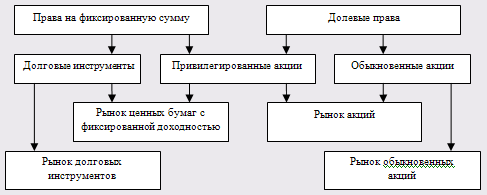 Права на фиксированную сумму
Долевые права
Долговые инструменты
Привилегированные акции
Обыкновенные акции
Рынок ценных бумаг с
фиксированной доходностью
Рынок акций
Рынок долговых
инструментов
Рынок обыкновенных
акций